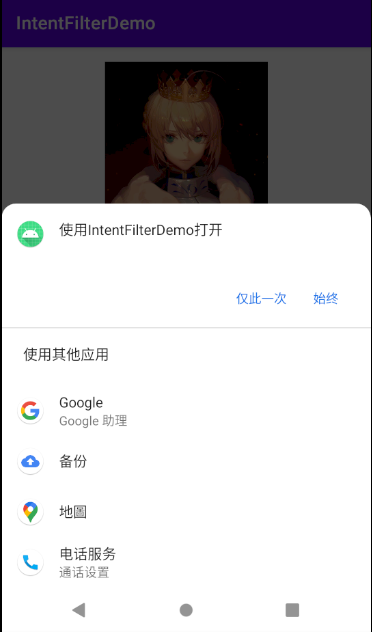 IntentFilterDemo
使用IntentFilterDemo打开
仅此一次 始终
使用其他应用
Google
Google 助理
备份
地圖
电话服务
通话设置